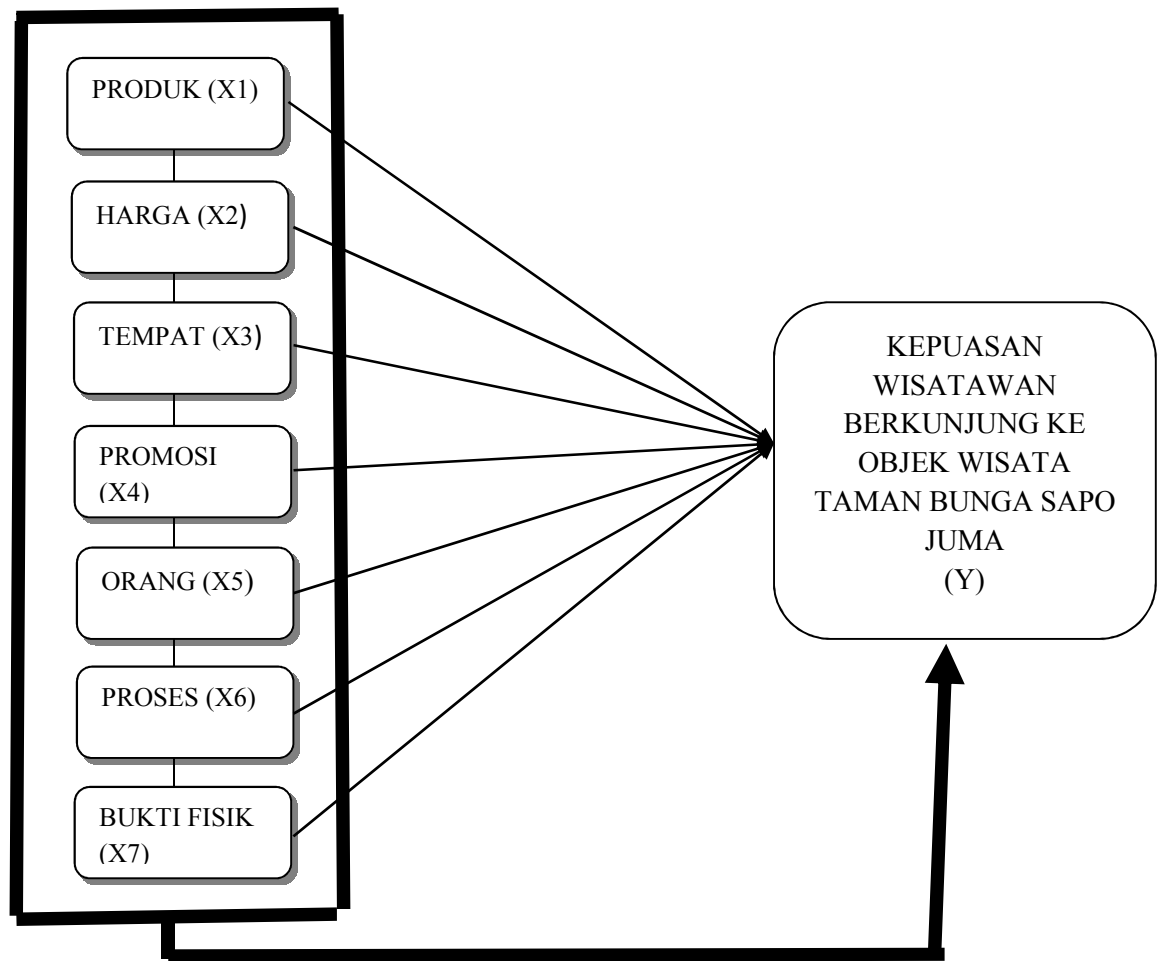 PRODUK (X1)
HARGA (X2)
TEMPAT (X3)
PROMOSI
(X4)
ORANG (X5)
PROSES (X6)
BUKTI FISIK
(X7)
KEPUASAN
WISATAWAN
BERKUNJUNG KE
OBJEK WISATA
TAMAN BUNGA SAPO
JUMA
(Y)